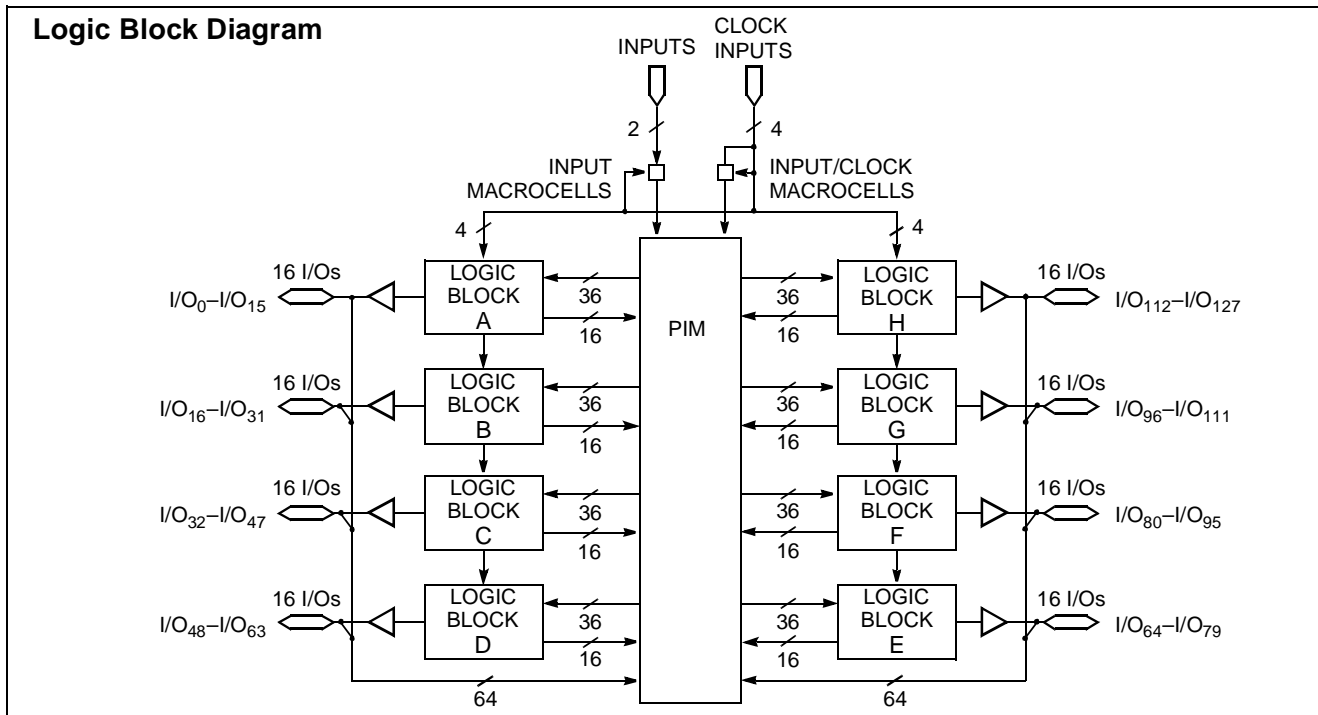 Logic Block Diagram
INPUTS
CLOCK
INPUTS
2
4
INPUT
MACROCELLS
INPUT/CLOCK
MACROCELLS
4
4
PIM
16 I/Os
I/O0–I/O15
LOGIC
BLOCK
A
36
16
36
16
LOGIC
BLOCK
H
16 I/Os
I/O112–I/O127
16 I/Os
I/O16–I/O31
LOGIC
BLOCK
B
36
16
36
16
LOGIC
BLOCK
G
16 I/Os
I/O96–I/O111
16 I/Os
I/O32–I/O47
LOGIC
BLOCK
C
36
16
36
16
LOGIC
BLOCK
F
16 I/Os
I/O80–I/O95
16 I/Os
I/O48–I/O63
LOGIC
BLOCK
D
36
16
36
16
LOGIC
BLOCK
E
16 I/Os
I/O64–I/O79
64
64